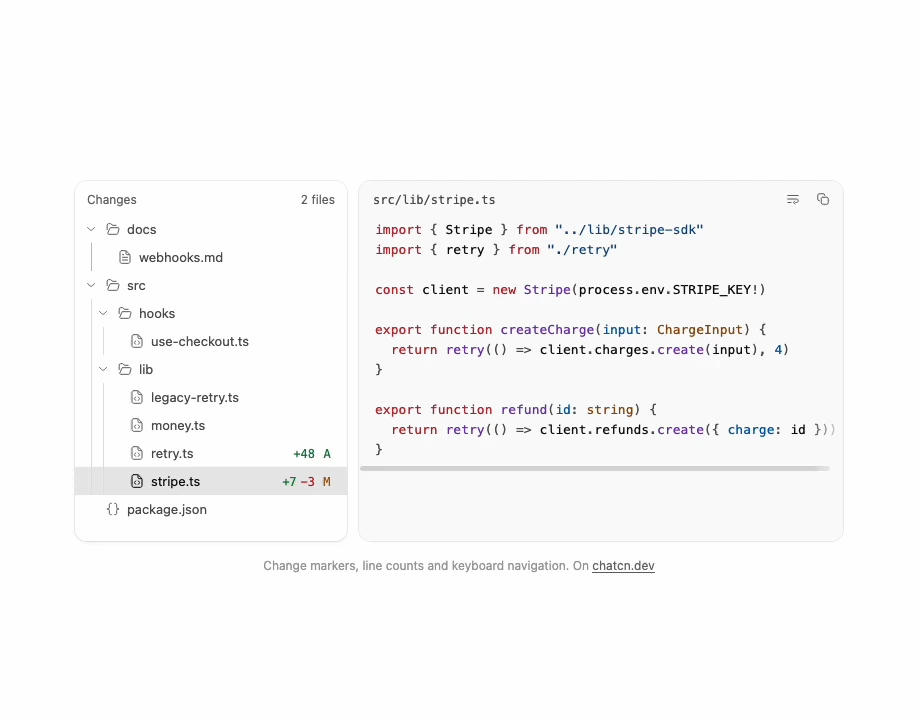 Changes 2 files
docs
webhooks.md
src
hooks
use-checkout.ts
lib
legacy-retry.ts
money.ts
retry.ts +48 A
stripe.ts +7 −3 M
{} package.json
src/lib/stripe.ts
import { Stripe } from "../lib/stripe-sdk"
import { retry } from "./retry"
const client = new Stripe(process.env.STRIPE_KEY!)
export function createCharge(input: ChargeInput) {
return retry(() => client.charges.create(input), 4)
}
export function refund(id: string) {
return retry(() => client.refunds.create({ charge: id }))
}
Change markers, line counts and keyboard navigation. On chatcn.dev